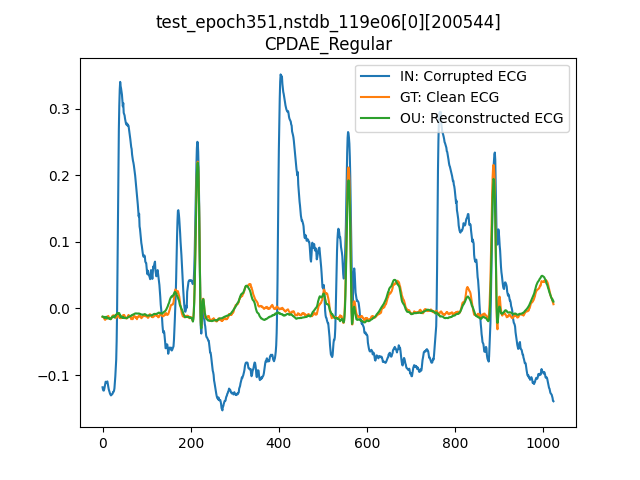 test_epoch351,nstdb_119e06[0][200544]
CPDAE_Regular
IN: Corrupted ECG
GT: Clean ECG
OU: Reconstructed ECG
0.3
0.2
0.1
0.0
−0.1
0
200
400
600
800
1000